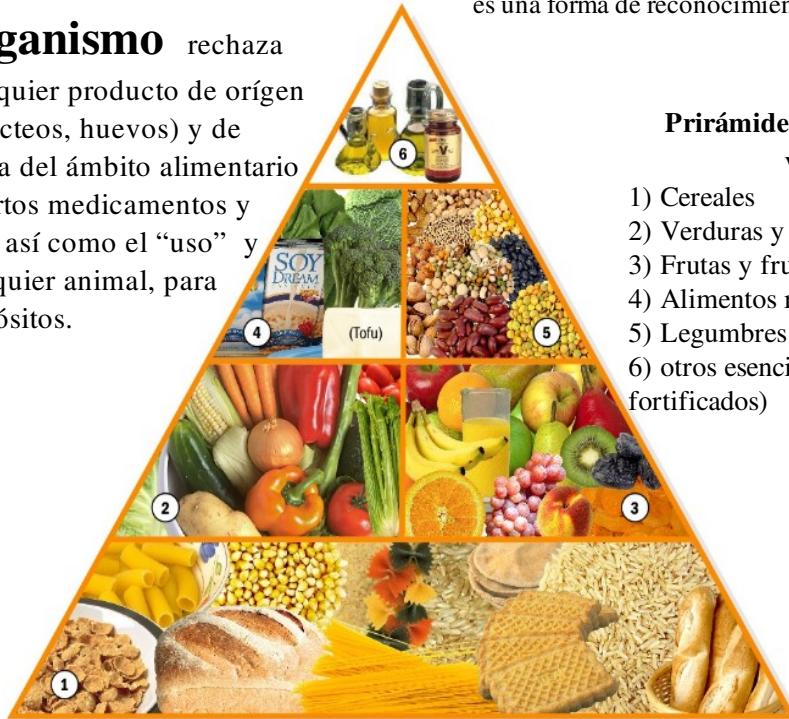 es una forma de reconocimien
ganismo rechaza
quier producto de orígen
cteos, huevos) y de
a del ámbito alimentario
rtos medicamentos y
así como el “uso” y
quier animal, para
ósitos.
Prirámide
v
1) Cereales
2) Verduras y
3) Frutas y fru
4) Alimentos r
5) Legumbres
6) otros esenci
fortificados)
6
SOY
DREAM
4
(Tofu)
5
2
3
1